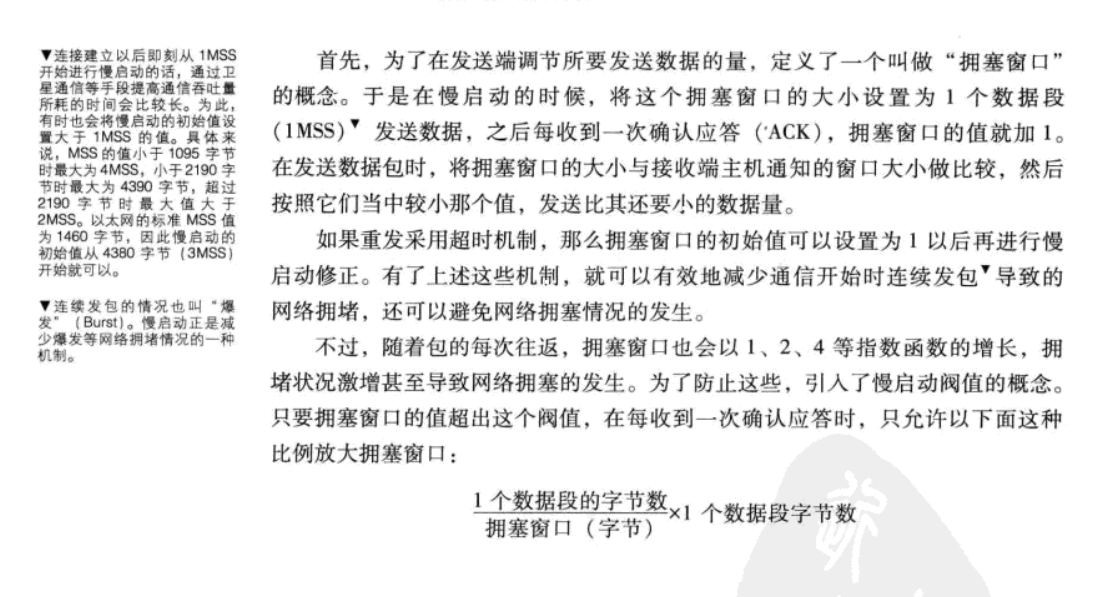 ▼连接建立以后即刻从 1MSS
开始进行慢启动的话，通过卫
星通信等手段提高通信吞吐量
所耗的时间会比较长。为此，
有时也会将慢启动的初始值设
置大于 1MSS 的值。具体来
说，MSS 的值小于 1095 字节
时最大为 4MSS，小于 2190 字
节时最大为 4390 字节，超过
2190 字节时最大值大于
2MSS。以太网的标准 MSS 值
为 1460 字节，因此慢启动的
初始值从 4380 字节（3MSS）
开始就可以。
▼连续发包的情况也叫“爆
发”（Burst）。慢启动正是减
少爆发等网络拥堵情况的一种
机制。
首先，为了在发送端调节所要发送数据的量，定义了一个叫做“拥塞窗口”
的概念。于是在慢启动的时候，将这个拥塞窗口的大小设置为 1 个数据段
（1MSS）▼ 发送数据，之后每收到一次确认应答（ACK），拥塞窗口的值就加 1。
在发送数据包时，将拥塞窗口的大小与接收端主机通知的窗口大小做比较，然后
按照它们当中较小那个值，发送比其还要小的数据量。
如果重发采用超时机制，那么拥塞窗口的初始值可以设置为 1 以后再进行慢
启动修正。有了上述这些机制，就可以有效地减少通信开始时连续发包▼导致的
网络拥堵，还可以避免网络拥塞情况的发生。
不过，随着包的每次往返，拥塞窗口也会以 1、2、4 等指数函数的增长，拥
堵状况激增甚至导致网络拥塞的发生。为了防止这些，引入了慢启动阀值的概念。
只要拥塞窗口的值超出这个阀值，在每收到一次确认应答时，只允许以下面这种
比例放大拥塞窗口：
1 个数据段的字节数
拥塞窗口（字节）
×1 个数据段字节数